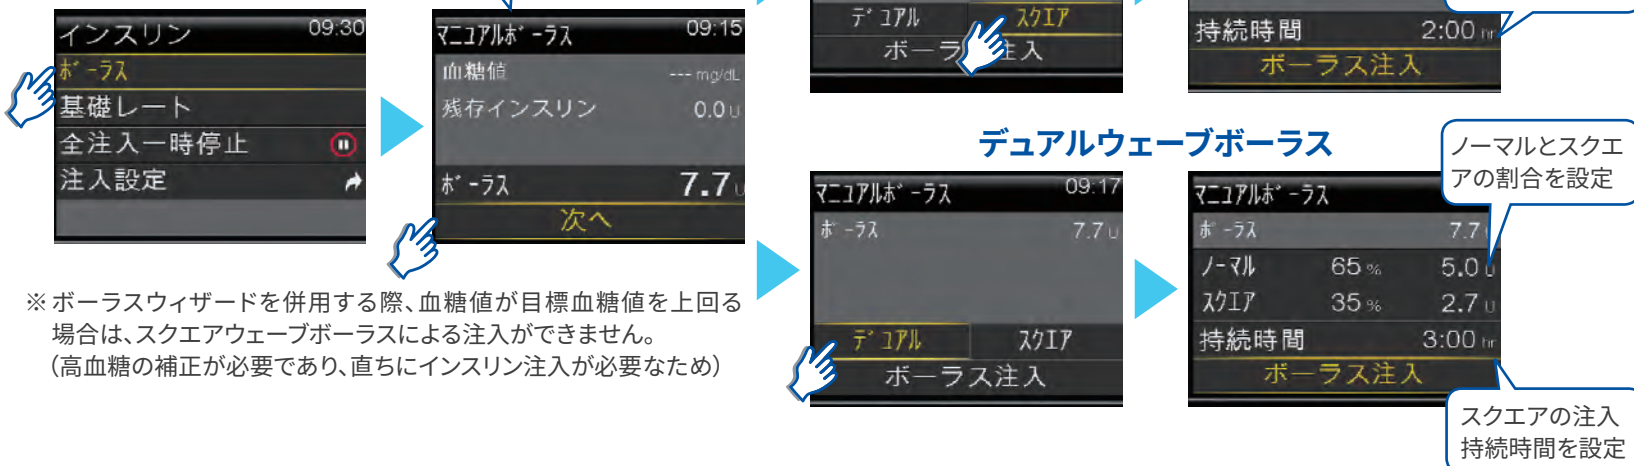 インスリン 09:30
ボーラス
基礎レート
全注入一時停止
注入設定
マニュアルボーラス 09:15
血糖値 --- mg/dL
残存インスリン 0.0 U
ボーラス 7.7 U
次へ
※ボーラスウィザードを併用する際、血糖値が目標血糖値を上回る
場合は、スクエアウェーブボーラスによる注入ができません。
（高血糖の補正が必要であり、直ちにインスリン注入が必要なため）
デュアル スクエア
ボーラス注入
持続時間 2:00 hr
ボーラス注入
デュアルウェーブボーラス
マニュアルボーラス 09:17
ボーラス 7.7 U
デュアル スクエア
ボーラス注入
ノーマルとスクエ
アの割合を設定
マニュアルボーラス
ボーラス 7.7
ノーマル 65 % 5.0 U
スクエア 35 % 2.7 U
持続時間 3:00 hr
ボーラス注入
スクエアの注入
持続時間を設定